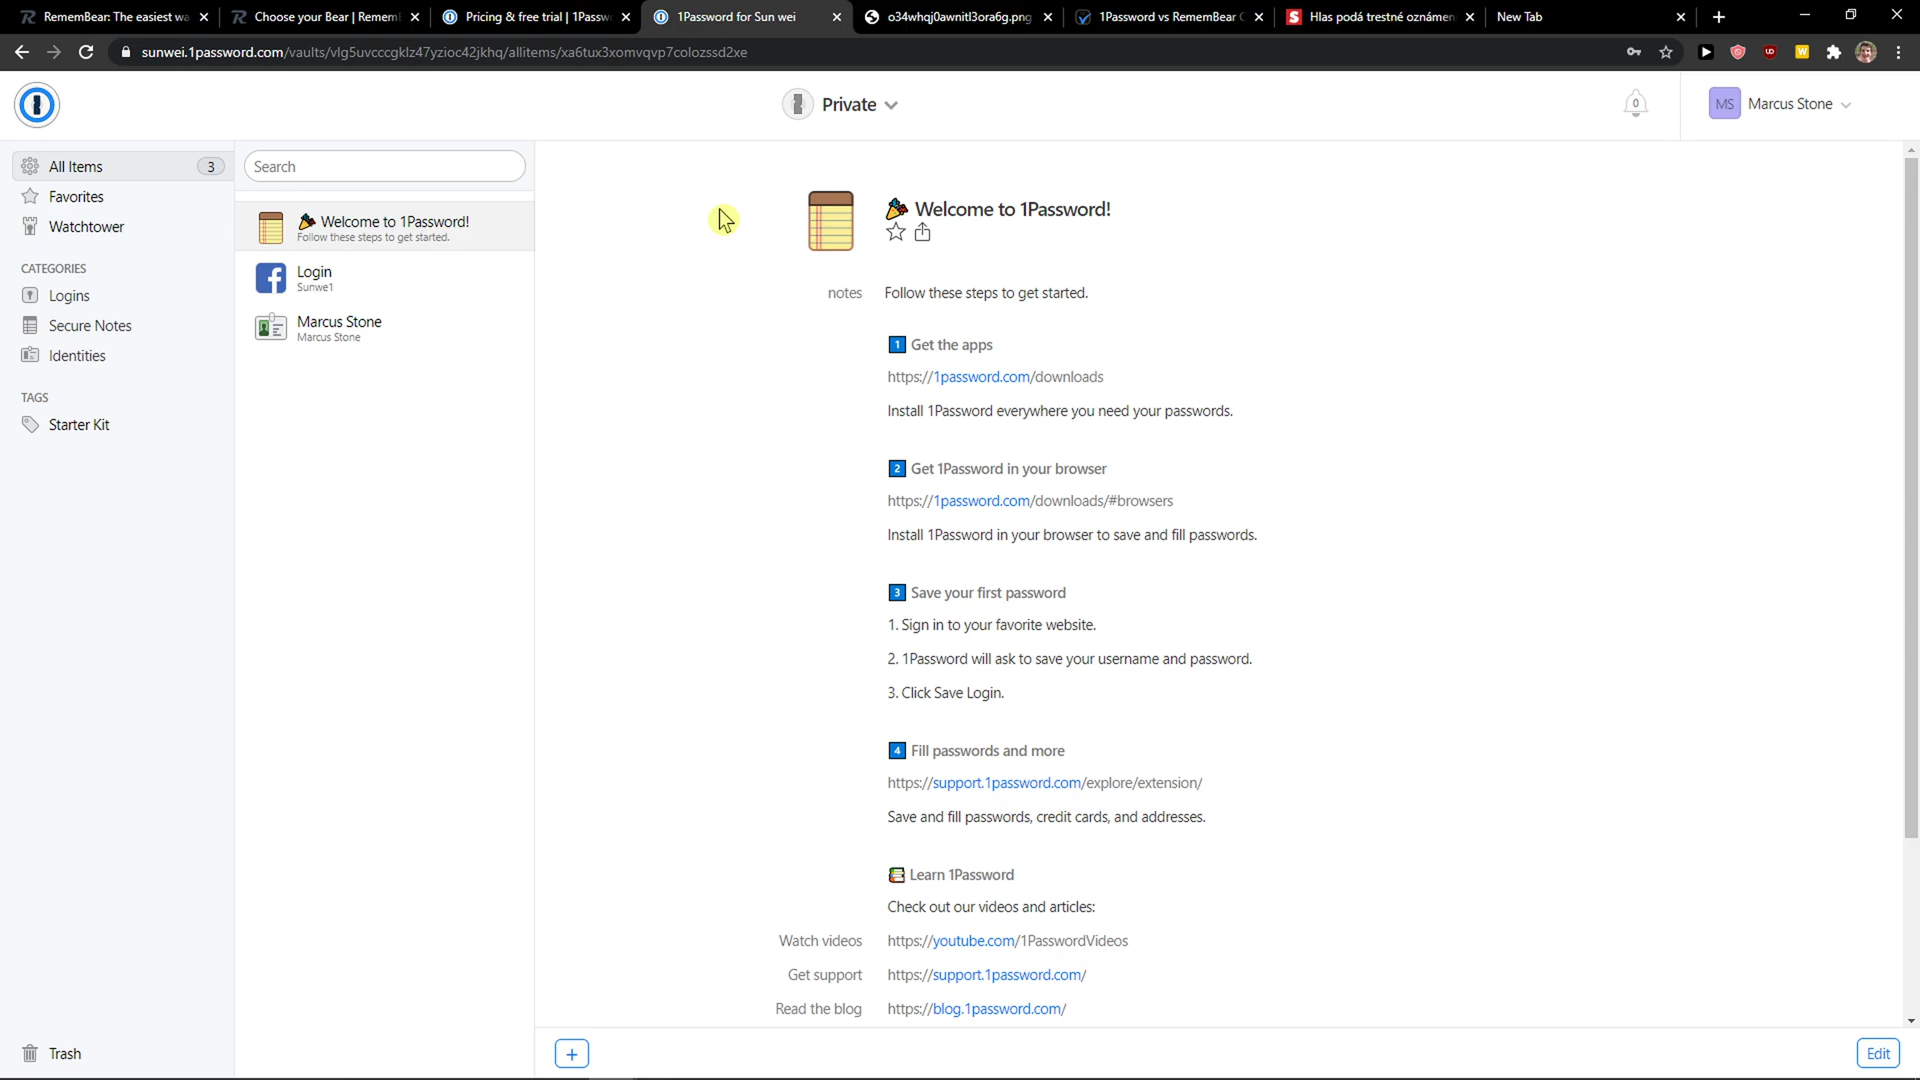 RememBear: The easiest wa
Choose your Bear | RememB
Pricing & free trial | 1Passw
1Password for Sun wei
o34whqj0awnitl3ora6g.png
1Password vs RememBear C
Hlas podá trestné oznámen
New Tab
sunwei.1password.com/vaults/vlg5uvcccgklz47yzioc42jkhq/allitems/xa6tux3xomvqvp7colozssd2xe
Private
0
MS Marcus Stone
All Items 3
Favorites
Watchtower
CATEGORIES
Logins
Secure Notes
Identities
TAGS
Starter Kit
Trash
Search
Welcome to 1Password!
Follow these steps to get started.
Login
Sunwe1
Marcus Stone
Marcus Stone
Welcome to 1Password!
notes Follow these steps to get started.
1 Get the apps
https://1password.com/downloads
Install 1Password everywhere you need your passwords.
2 Get 1Password in your browser
https://1password.com/downloads/#browsers
Install 1Password in your browser to save and fill passwords.
3 Save your first password
1. Sign in to your favorite website.
2. 1Password will ask to save your username and password.
3. Click Save Login.
4 Fill passwords and more
https://support.1password.com/explore/extension/
Save and fill passwords, credit cards, and addresses.
Learn 1Password
Check out our videos and articles:
Watch videos https://youtube.com/1PasswordVideos
Get support https://support.1password.com/
Read the blog https://blog.1password.com/
+
Edit